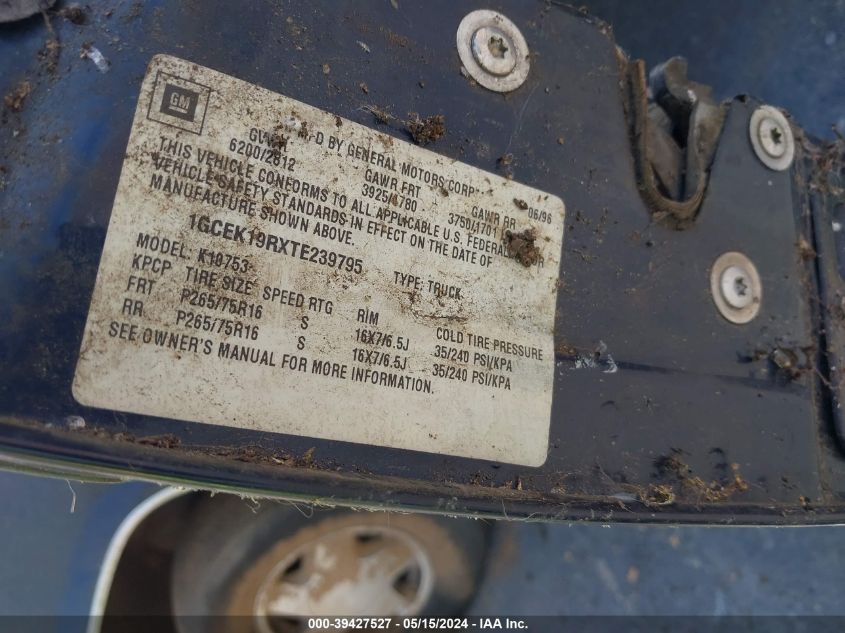 GM
D BY GENERAL MOTORS CORP.
06/96
GAWR FRT
GAWR RR
6200/2812
3925/1780
3750/1701
THIS VEHICLE CONFORMS TO ALL APPLICABLE U.S. FEDERAL
VEHICLE SAFETY STANDARDS IN EFFECT ON THE DATE OF
MANUFACTURE SHOWN ABOVE.
1GCEK19RXTE239795
TYPE: TRUCK
MODEL: K10753
KPCP TIRE SIZE SPEED RTG RIM COLD TIRE PRESSURE
FRT P265/75R16 S 16X7/6.5J 35/240 PSI/KPA
RR P265/75R16 S 16X7/6.5J 35/240 PSI/KPA
SEE OWNER'S MANUAL FOR MORE INFORMATION.
000-39427527 - 05/15/2024 - IAA Inc.